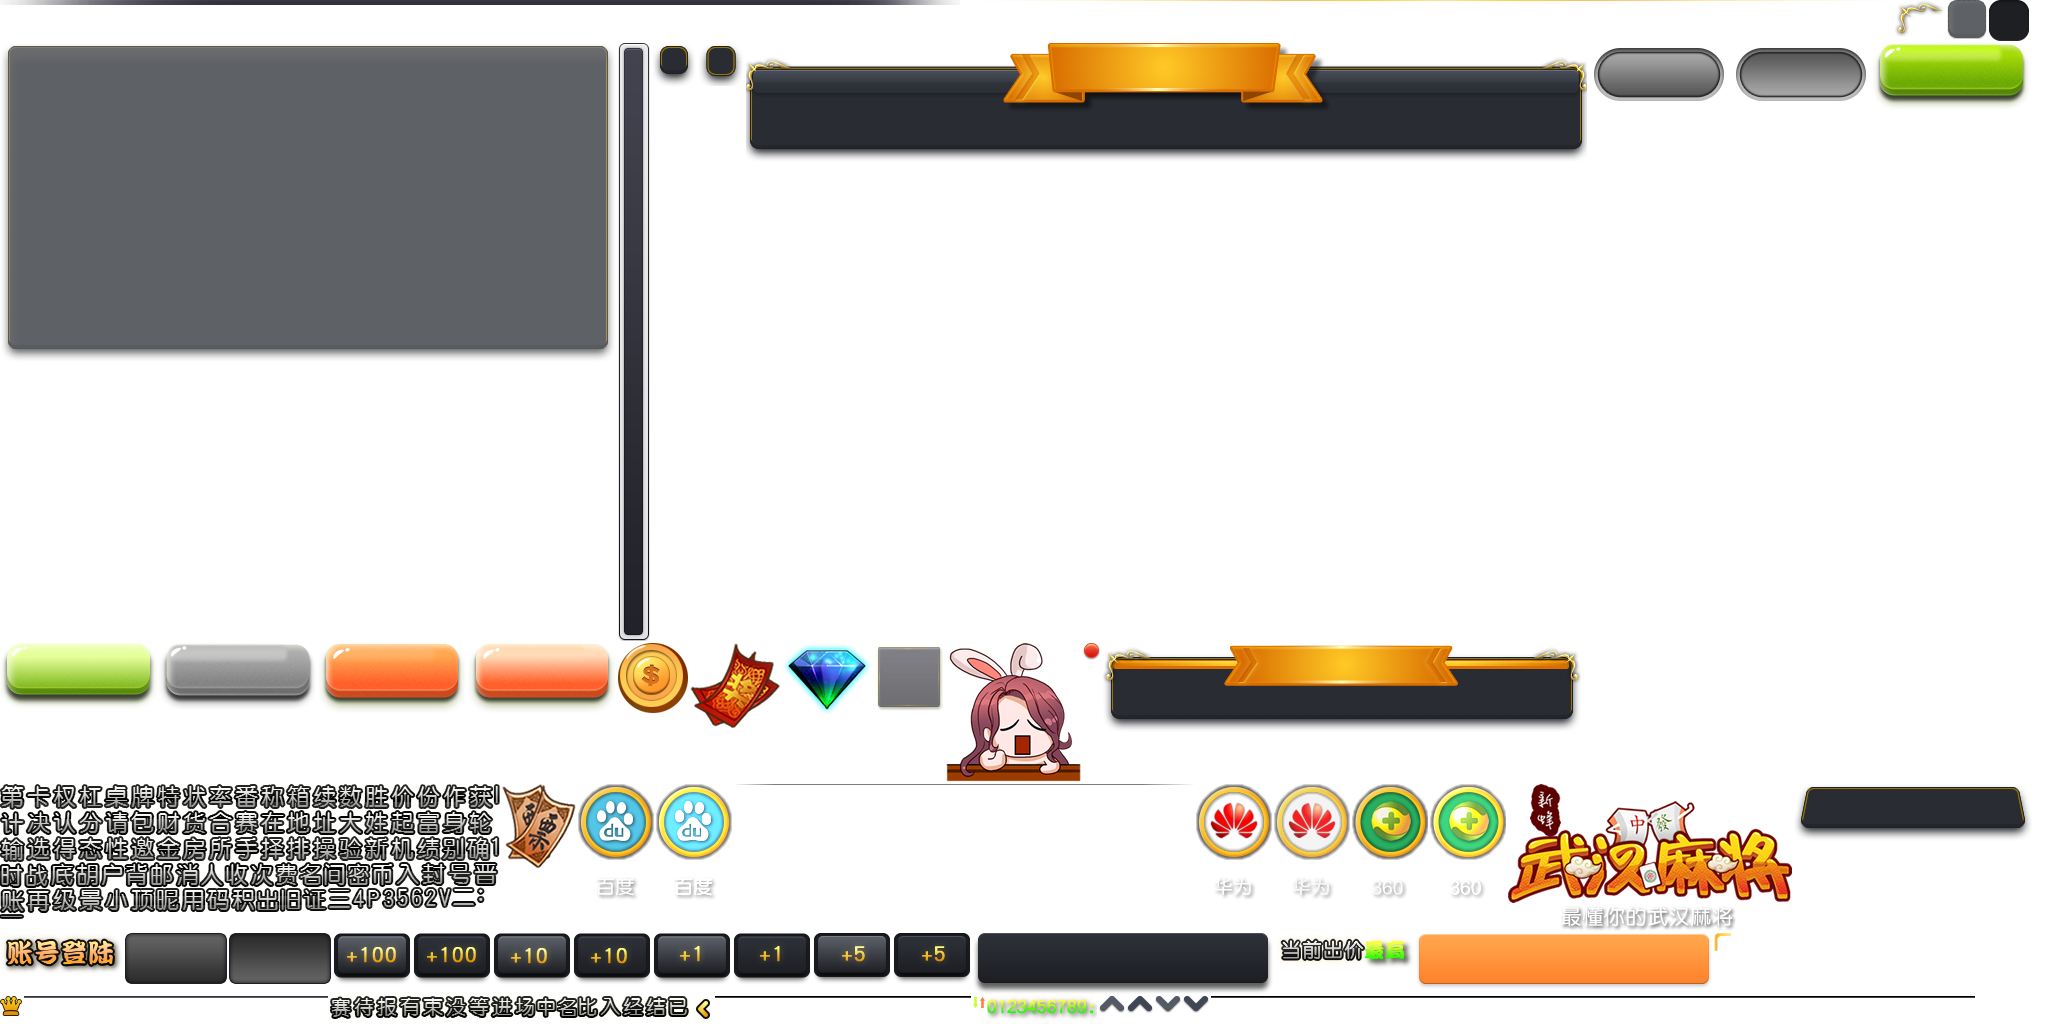 第卡权杠桌牌特状率番称箱续数胜价份作获
计决认分请包财货合赛在地址大姓起富身轮
输选得态性邀金房所手择排操验新机绩别确
时战底胡户背邮消人收次费名间密币入封号晋
账再级景小顶昵用码积出旧证三4P3562V二:
百度
百度
华为
华为
360
360
新
蜂
中
發
武汉麻将
最懂你的武汉麻将
账号登陆
+100
+100
+10
+10
+1
+1
+5
+5
当前出价最高
赛待报有束没等进场中名比入经结已
0123456789: